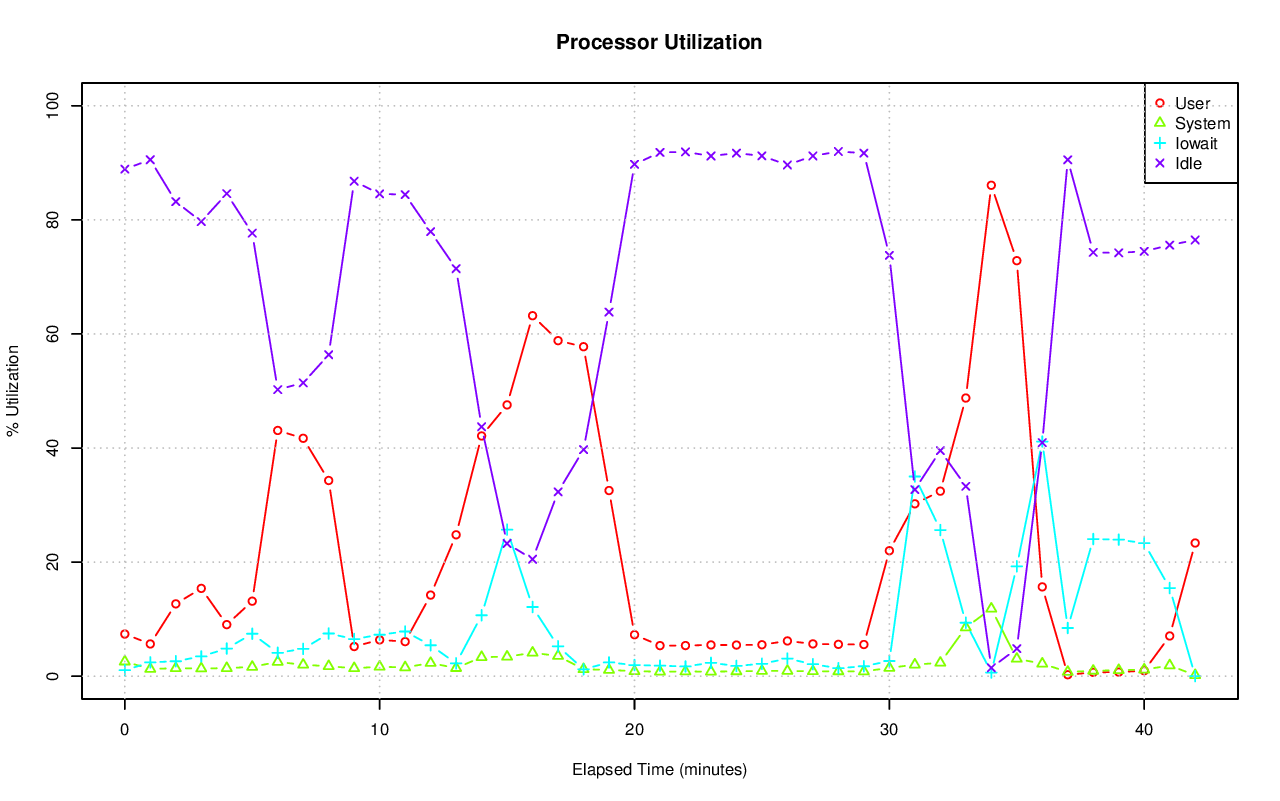 Processor Utilization
% Utilization
100
80
60
40
20
0
User
System
Iowait
Idle
0 10 20 30 40
Elapsed Time (minutes)